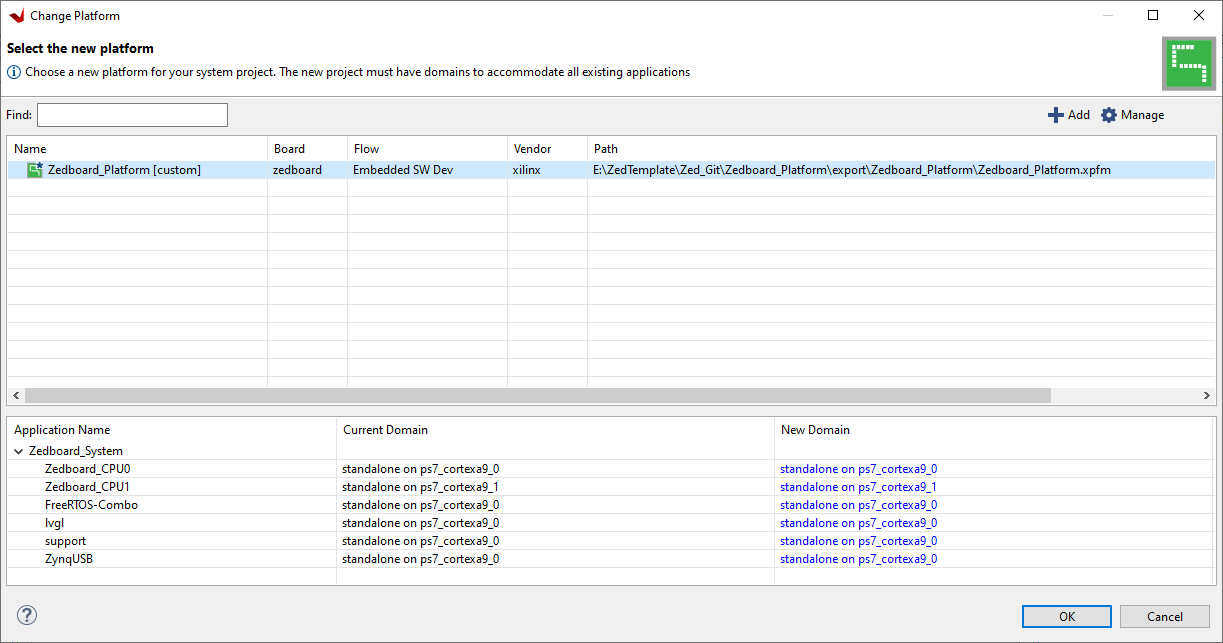 Change Platform
Select the new platform
Choose a new platform for your system project. The new project must have domains to accommodate all existing applications
Find: Add Manage
Name Board Flow Vendor Path
Zedboard_Platform [custom] zedboard Embedded SW Dev xilinx E:\ZedTemplate\Zed_Git\Zedboard_Platform\export\Zedboard_Platform\Zedboard_Platform.xpfm
Application Name Current Domain New Domain
Zedboard_System
Zedboard_CPU0 standalone on ps7_cortexa9_0 standalone on ps7_cortexa9_0
Zedboard_CPU1 standalone on ps7_cortexa9_1 standalone on ps7_cortexa9_1
FreeRTOS-Combo standalone on ps7_cortexa9_0 standalone on ps7_cortexa9_0
lvgl standalone on ps7_cortexa9_0 standalone on ps7_cortexa9_0
support standalone on ps7_cortexa9_0 standalone on ps7_cortexa9_0
ZynqUSB standalone on ps7_cortexa9_0 standalone on ps7_cortexa9_0
OK Cancel